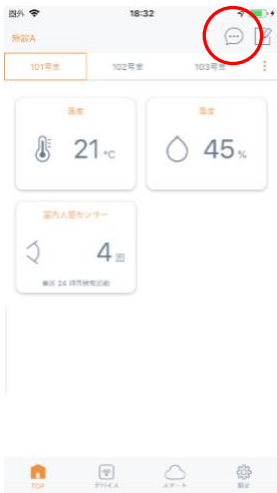 圏外 18:32
施設A
101号室 102号室 103号室
温度 湿度
21 °C 45 %
室内人感センサー
4 回
直近 24 時間検知回数
TOP デバイス スマート 設定